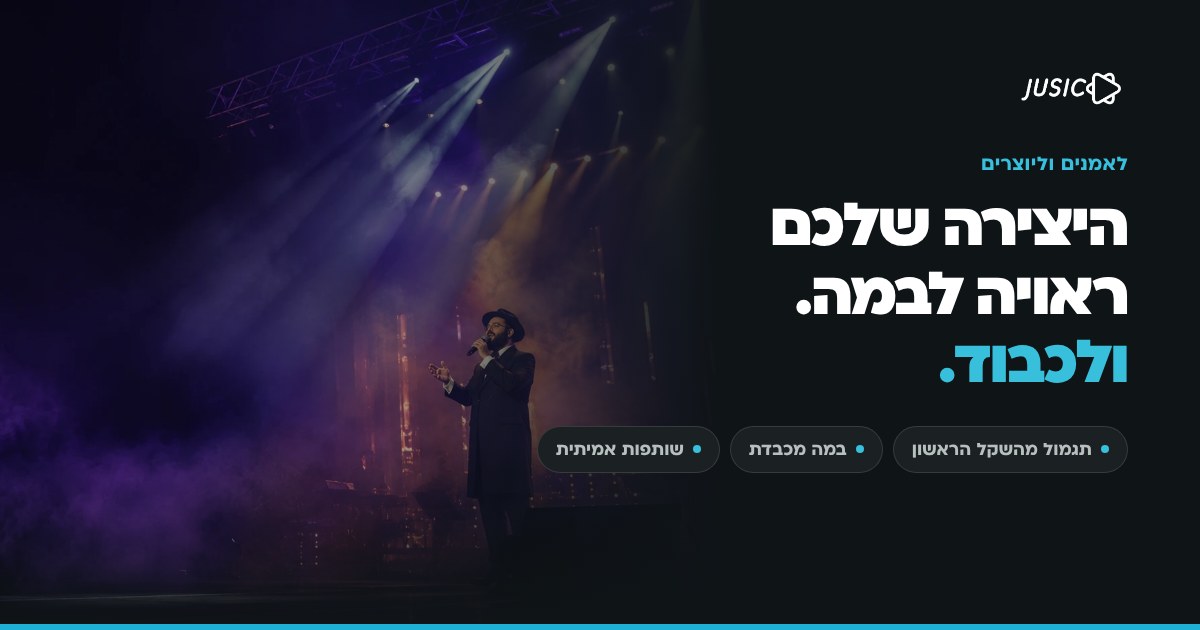 JUSIC
לאמנים וליוצרים
היצירה שלכם
ראויה לבמה.
ולכבוד.
תגמול מהשקל הראשון
במה מכבדת
שותפות אמיתית